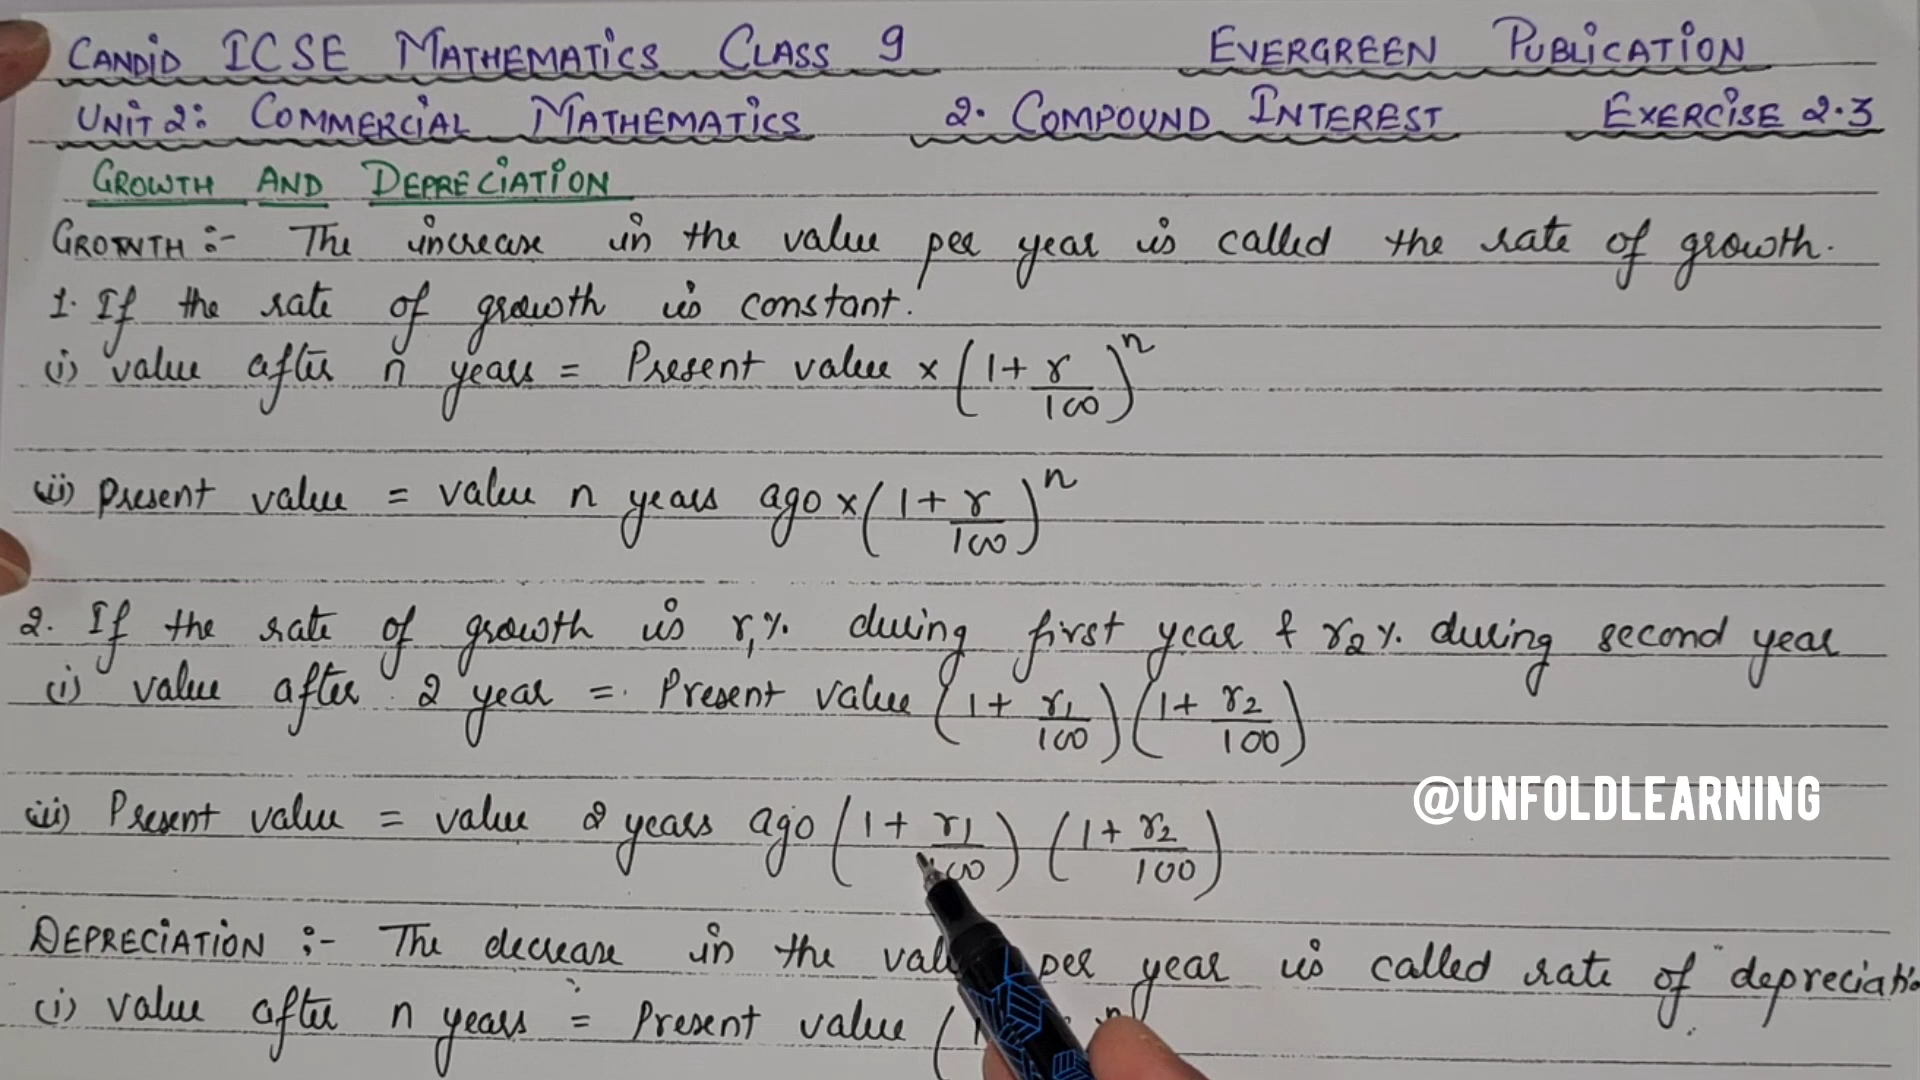 CANDID ICSE MATHEMATICS CLASS 9 EVERGREEN PUBLICATION
UNIT 2: COMMERCIAL MATHEMATICS 2. COMPOUND INTEREST EXERCISE 2.3
GROWTH AND DEPRECIATION
GROWTH :- The increase in the value per year is called the rate of growth.
1. If the rate of growth is constant.
(i) value after n years = Present value × (1 + r/100)^n
(ii) Present value = value n years ago × (1 + r/100)^n
2. If the rate of growth is r₁% during first year & r₂% during second year
(i) value after 2 year = Present value (1 + r₁/100)(1 + r₂/100)
@UNFOLDLEARNING
(ii) Present value = value 2 years ago (1 + r₁/100) (1 + r₂/100)
DEPRECIATION :- The decrease in the per year is called rate of
(i) value after n years = Present value (1 n